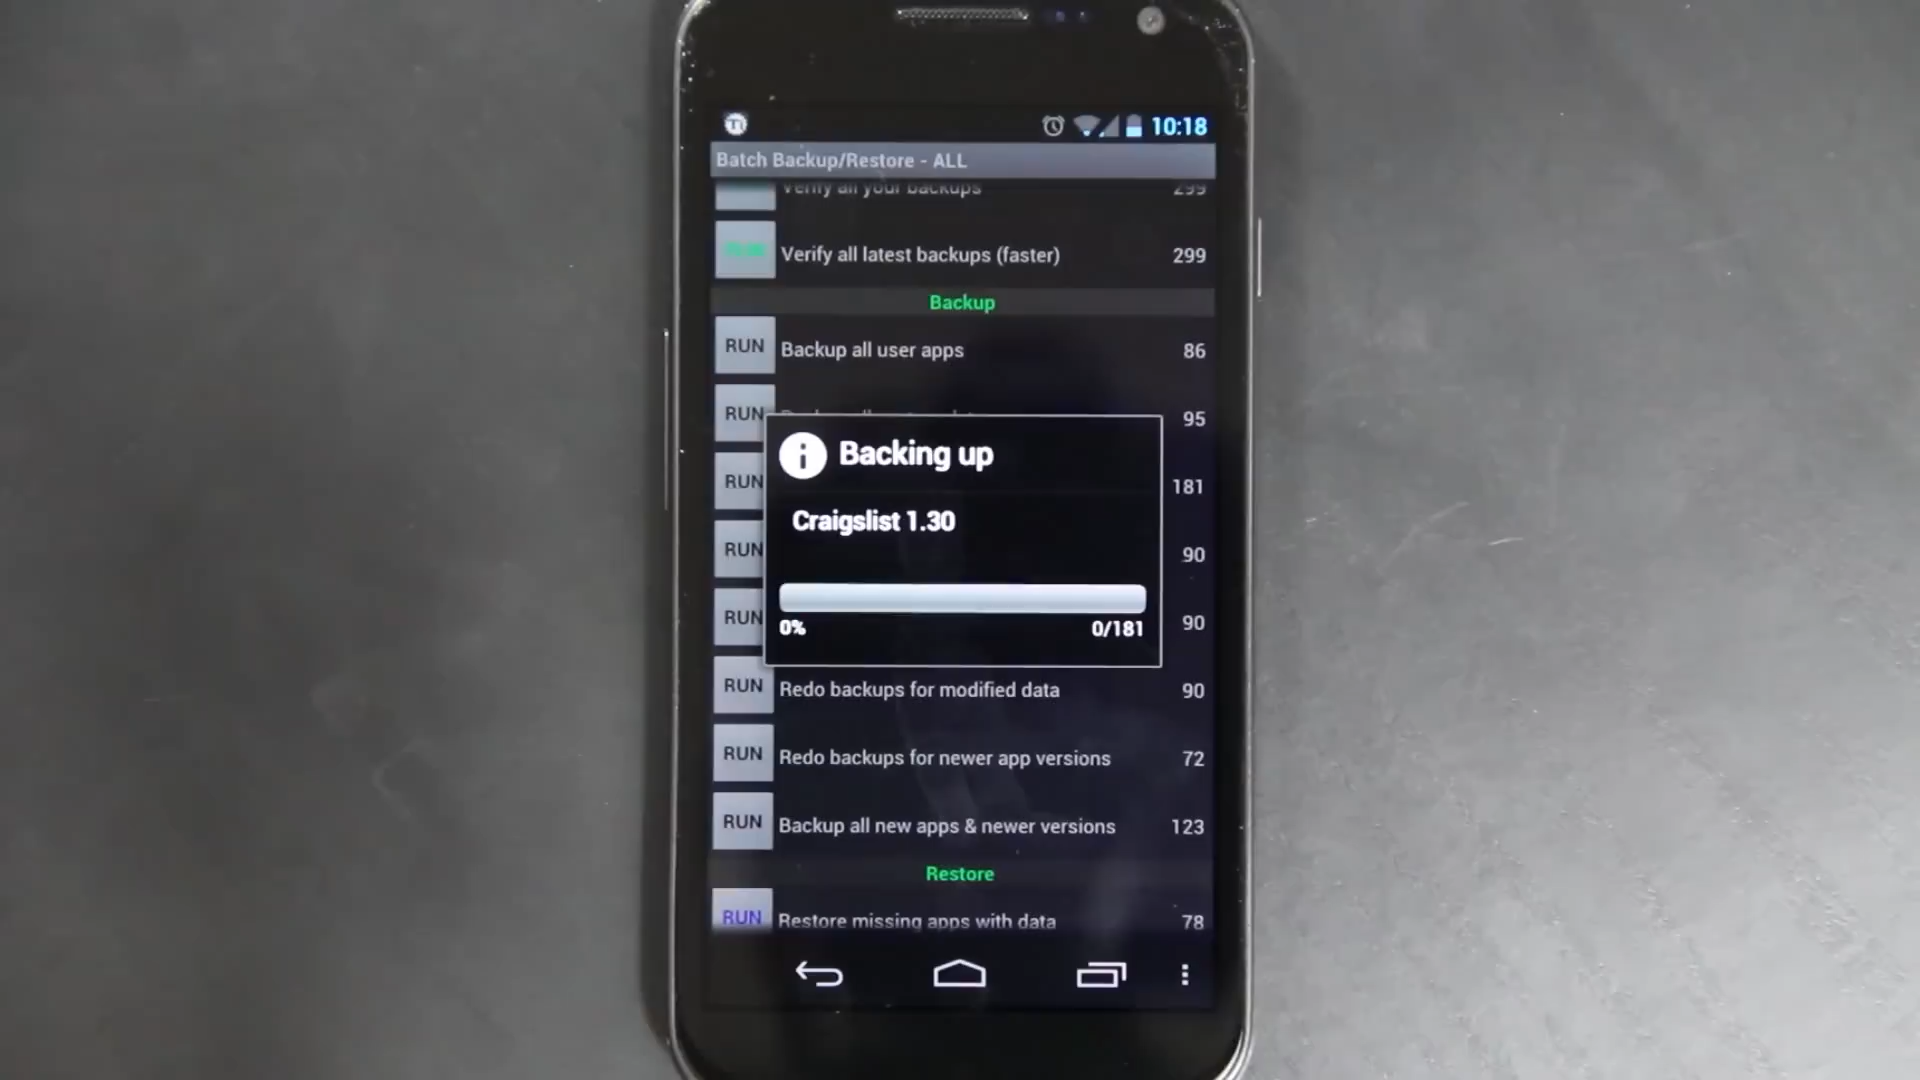 10:18
Batch Backup/Restore - ALL
Verify all your backups 299
Verify all latest backups (faster) 299
Backup
RUN Backup all user apps 86
RUN 95
RUN 181
RUN 90
RUN 90
Backing up
Craigslist 1.30
0% 0/181
RUN Redo backups for modified data 90
RUN Redo backups for newer app versions 72
RUN Backup all new apps & newer versions 123
Restore
RUN Restore missing apps with data 78